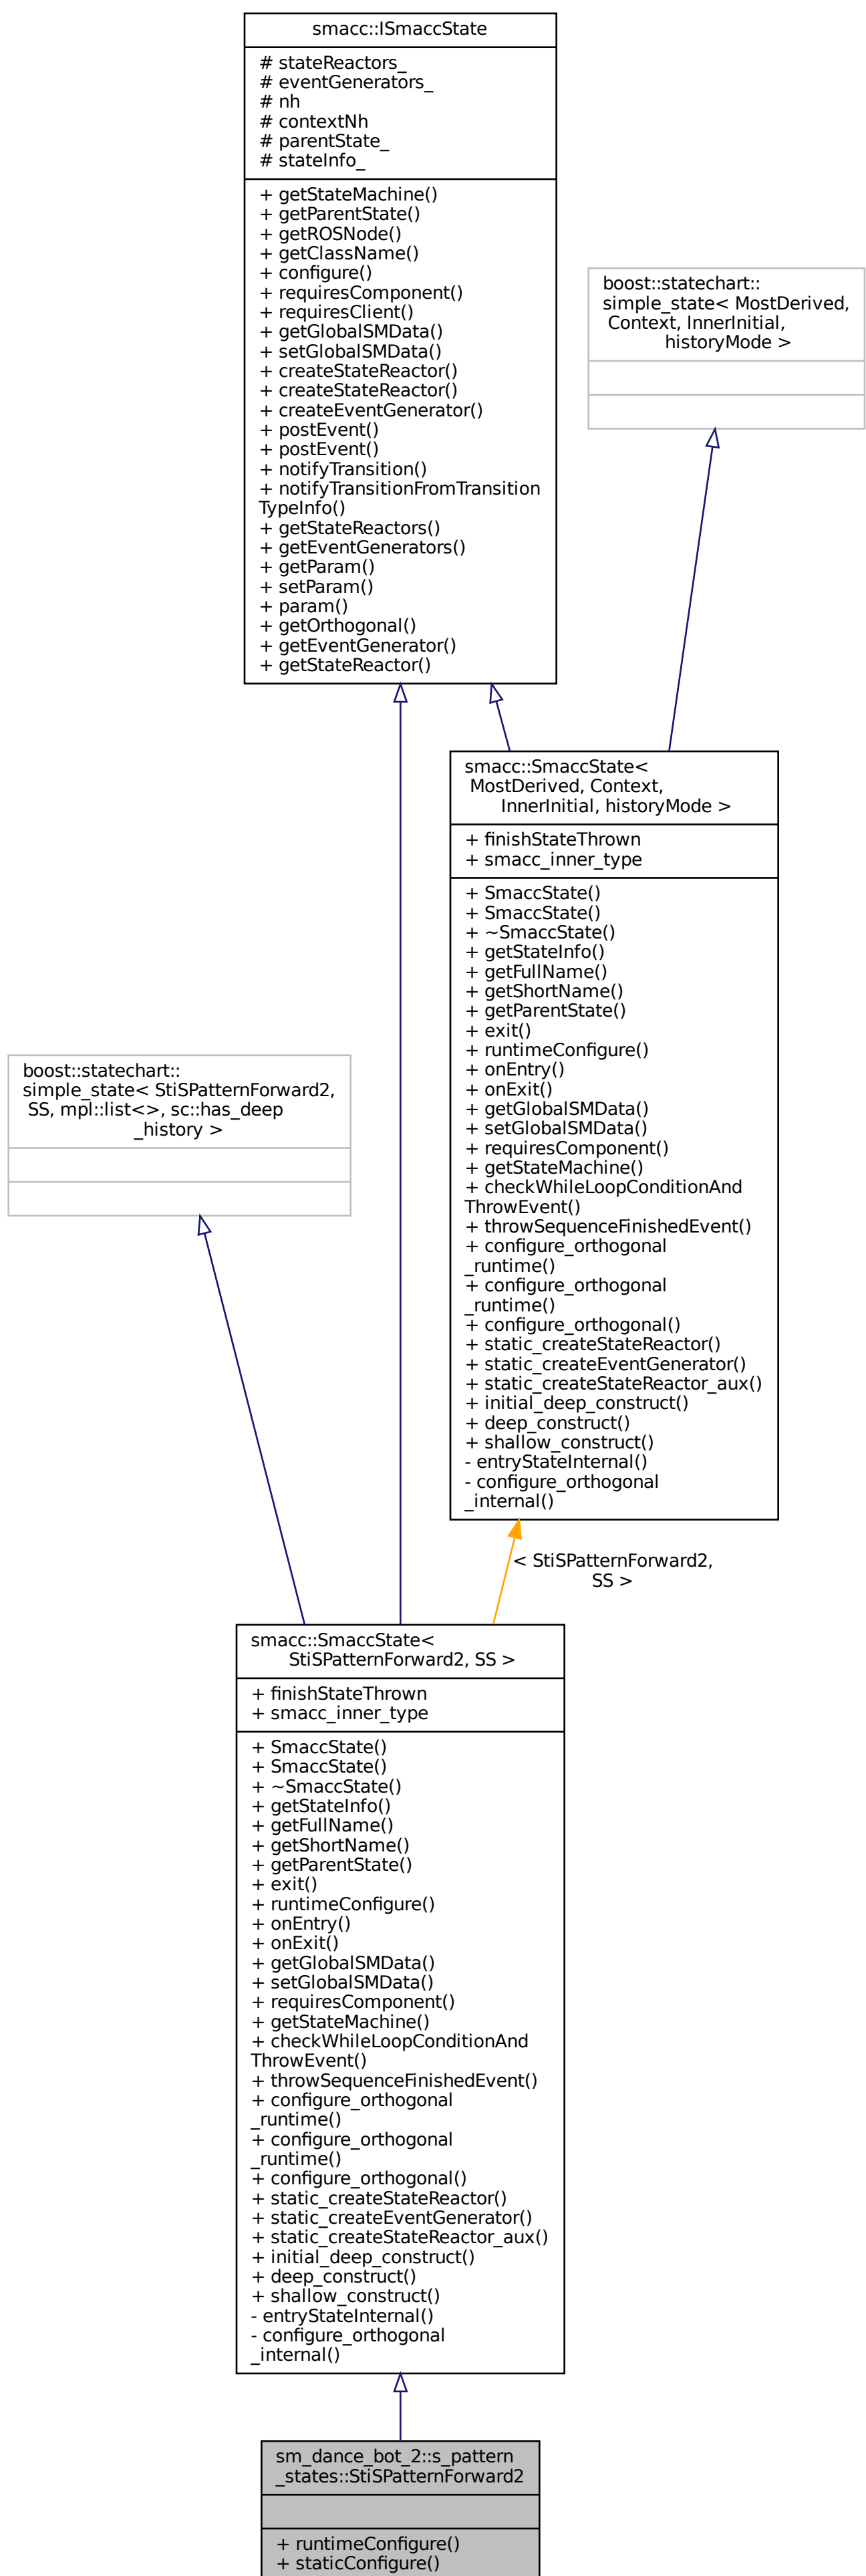 smacc::ISmaccState
# stateReactors_
# eventGenerators_
# nh
# contextNh
# parentState_
# stateInfo_
+ getStateMachine()
+ getParentState()
+ getROSNode()
+ getClassName()
+ configure()
+ requiresComponent()
+ requiresClient()
+ getGlobalSMData()
+ setGlobalSMData()
+ createStateReactor()
+ createStateReactor()
+ createEventGenerator()
+ postEvent()
+ postEvent()
+ notifyTransition()
+ notifyTransitionFromTransition
TypeInfo()
+ getStateReactors()
+ getEventGenerators()
+ getParam()
+ setParam()
+ param()
+ getOrthogonal()
+ getEventGenerator()
+ getStateReactor()
boost::statechart::
simple_state< MostDerived,
Context, InnerInitial,
historyMode >
smacc::SmaccState<
MostDerived, Context,
InnerInitial, historyMode >
+ finishStateThrown
+ smacc_inner_type
+ SmaccState()
+ SmaccState()
+ ~SmaccState()
+ getStateInfo()
+ getFullName()
+ getShortName()
+ getParentState()
+ exit()
+ runtimeConfigure()
+ onEntry()
+ onExit()
+ getGlobalSMData()
+ setGlobalSMData()
+ requiresComponent()
+ getStateMachine()
+ checkWhileLoopConditionAnd
ThrowEvent()
+ throwSequenceFinishedEvent()
+ configure_orthogonal
_runtime()
+ configure_orthogonal
_runtime()
+ configure_orthogonal()
+ static_createStateReactor()
+ static_createEventGenerator()
+ static_createStateReactor_aux()
+ initial_deep_construct()
+ deep_construct()
+ shallow_construct()
- entryStateInternal()
- configure_orthogonal
_internal()
boost::statechart::
simple_state< StiSPatternForward2,
SS, mpl::list<>, sc::has_deep
_history >
< StiSPatternForward2,
SS >
smacc::SmaccState<
StiSPatternForward2, SS >
+ finishStateThrown
+ smacc_inner_type
+ SmaccState()
+ SmaccState()
+ ~SmaccState()
+ getStateInfo()
+ getFullName()
+ getShortName()
+ getParentState()
+ exit()
+ runtimeConfigure()
+ onEntry()
+ onExit()
+ getGlobalSMData()
+ setGlobalSMData()
+ requiresComponent()
+ getStateMachine()
+ checkWhileLoopConditionAnd
ThrowEvent()
+ throwSequenceFinishedEvent()
+ configure_orthogonal
_runtime()
+ configure_orthogonal
_runtime()
+ configure_orthogonal()
+ static_createStateReactor()
+ static_createEventGenerator()
+ static_createStateReactor_aux()
+ initial_deep_construct()
+ deep_construct()
+ shallow_construct()
- entryStateInternal()
- configure_orthogonal
_internal()
sm_dance_bot_2::s_pattern
_states::StiSPatternForward2
+ runtimeConfigure()
+ staticConfigure()